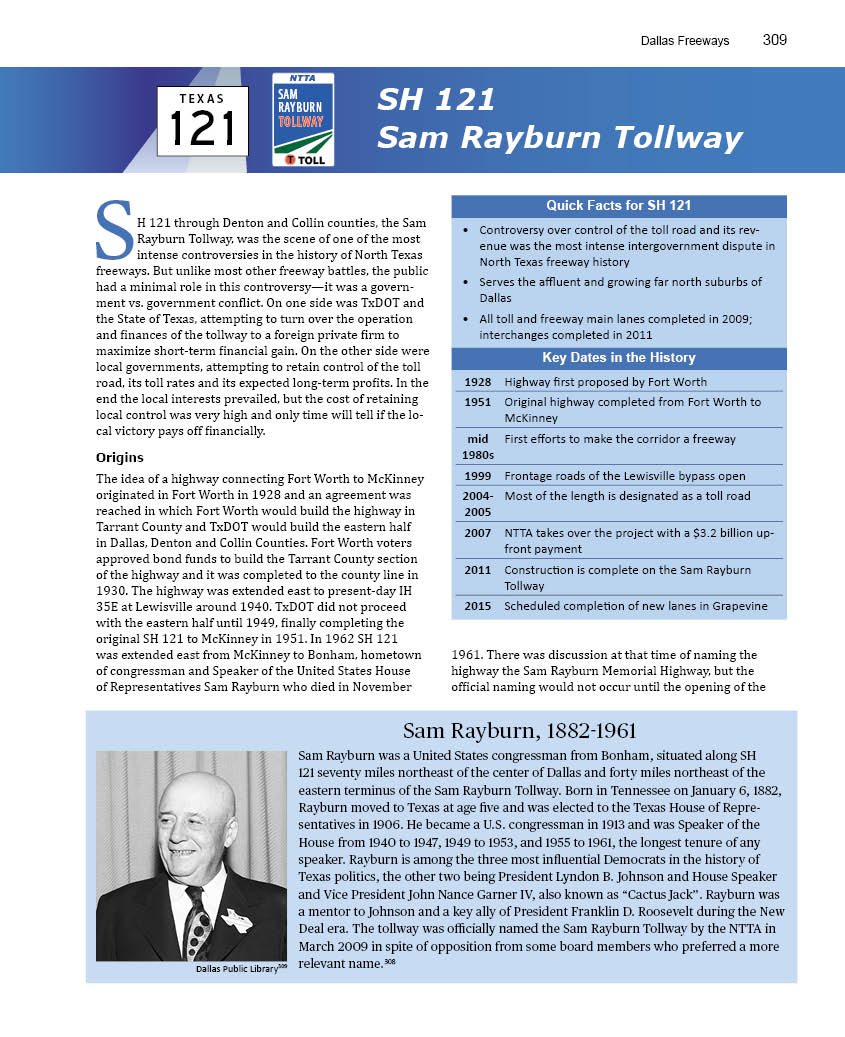 Dallas Freeways 309
TEXAS
121
NTTA
SAM
RAYBURN
TOLLWAY
T TOLL
SH 121
Sam Rayburn Tollway
SH 121 through Denton and Collin counties, the Sam
Rayburn Tollway, was the scene of one of the most
intense controversies in the history of North Texas
freeways. But unlike most other freeway battles, the public
had a minimal role in this controversy—it was a govern-
ment vs. government conflict. On one side was TxDOT and
the State of Texas, attempting to turn over the operation
and finances of the tollway to a foreign private firm to
maximize short-term financial gain. On the other side were
local governments, attempting to retain control of the toll
road, its toll rates and its expected long-term profits. In the
end the local interests prevailed, but the cost of retaining
local control was very high and only time will tell if the lo-
cal victory pays off financially.
Origins
The idea of a highway connecting Fort Worth to McKinney
originated in Fort Worth in 1928 and an agreement was
reached in which Fort Worth would build the highway in
Tarrant County and TxDOT would build the eastern half
in Dallas, Denton and Collin Counties. Fort Worth voters
approved bond funds to build the Tarrant County section
of the highway and it was completed to the county line in
1930. The highway was extended east to present-day IH
35E at Lewisville around 1940. TxDOT did not proceed
with the eastern half until 1949, finally completing the
original SH 121 to McKinney in 1951. In 1962 SH 121
was extended east from McKinney to Bonham, hometown
of congressman and Speaker of the United States House
of Representatives Sam Rayburn who died in November
Quick Facts for SH 121
• Controversy over control of the toll road and its rev-
enue was the most intense intergovernment dispute in
North Texas freeway history
• Serves the affluent and growing far north suburbs of
Dallas
• All toll and freeway main lanes completed in 2009;
interchanges completed in 2011
Key Dates in the History
1928 Highway first proposed by Fort Worth
1951 Original highway completed from Fort Worth to
McKinney
mid First efforts to make the corridor a freeway
1980s
1999 Frontage roads of the Lewisville bypass open
2004- Most of the length is designated as a toll road
2005
2007 NTTA takes over the project with a $3.2 billion up-
front payment
2011 Construction is complete on the Sam Rayburn
Tollway
2015 Scheduled completion of new lanes in Grapevine
1961. There was discussion at that time of naming the
highway the Sam Rayburn Memorial Highway, but the
official naming would not occur until the opening of the
Sam Rayburn, 1882-1961
Sam Rayburn was a United States congressman from Bonham, situated along SH
121 seventy miles northeast of the center of Dallas and forty miles northeast of the
eastern terminus of the Sam Rayburn Tollway. Born in Tennessee on January 6, 1882,
Rayburn moved to Texas at age five and was elected to the Texas House of Repre-
sentatives in 1906. He became a U.S. congressman in 1913 and was Speaker of the
House from 1940 to 1947, 1949 to 1953, and 1955 to 1961, the longest tenure of any
speaker. Rayburn is among the three most influential Democrats in the history of
Texas politics, the other two being President Lyndon B. Johnson and House Speaker
and Vice President John Nance Garner IV, also known as “Cactus Jack”. Rayburn was
a mentor to Johnson and a key ally of President Franklin D. Roosevelt during the New
Deal era. The tollway was officially named the Sam Rayburn Tollway by the NTTA in
March 2009 in spite of opposition from some board members who preferred a more
relevant name.308
Dallas Public Library309